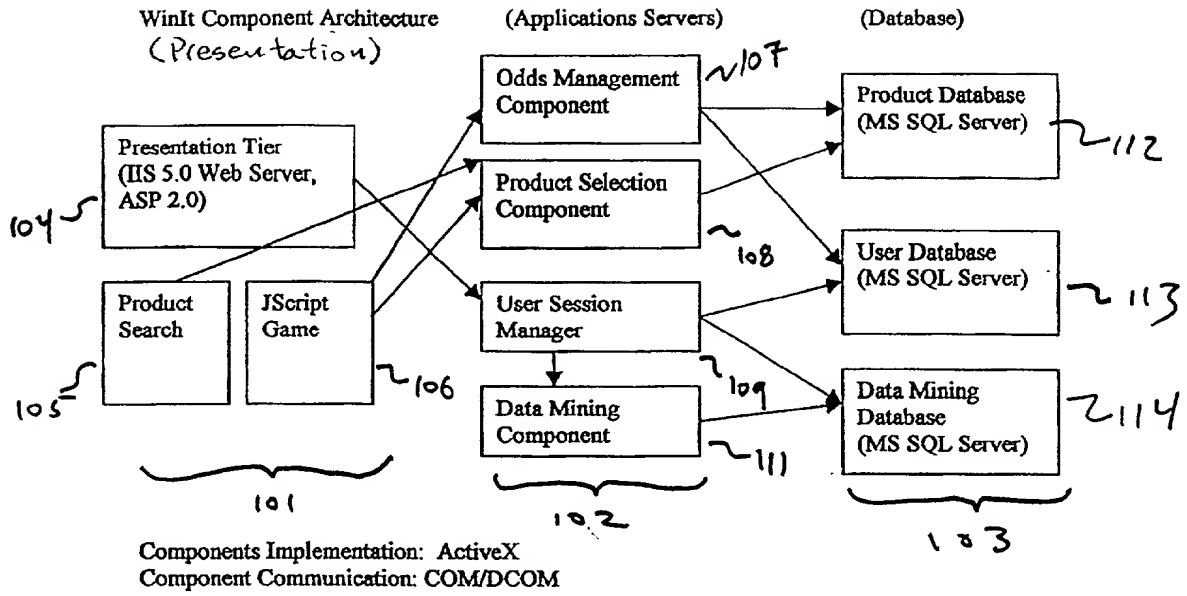 WinIt Component Architecture
(Presentation)
(Applications Servers)
(Database)
Odds Management
Component
107
Product Database
(MS SQL Server)
112
Presentation Tier
(IIS 5.0 Web Server,
ASP 2.0)
104
Product Selection
Component
108
User Database
(MS SQL Server)
113
Product
Search
105
JScript
Game
106
User Session
Manager
109
Data Mining
Component
111
Data Mining
Database
(MS SQL Server)
114
101
102
103
Components Implementation: ActiveX
Component Communication: COM/DCOM